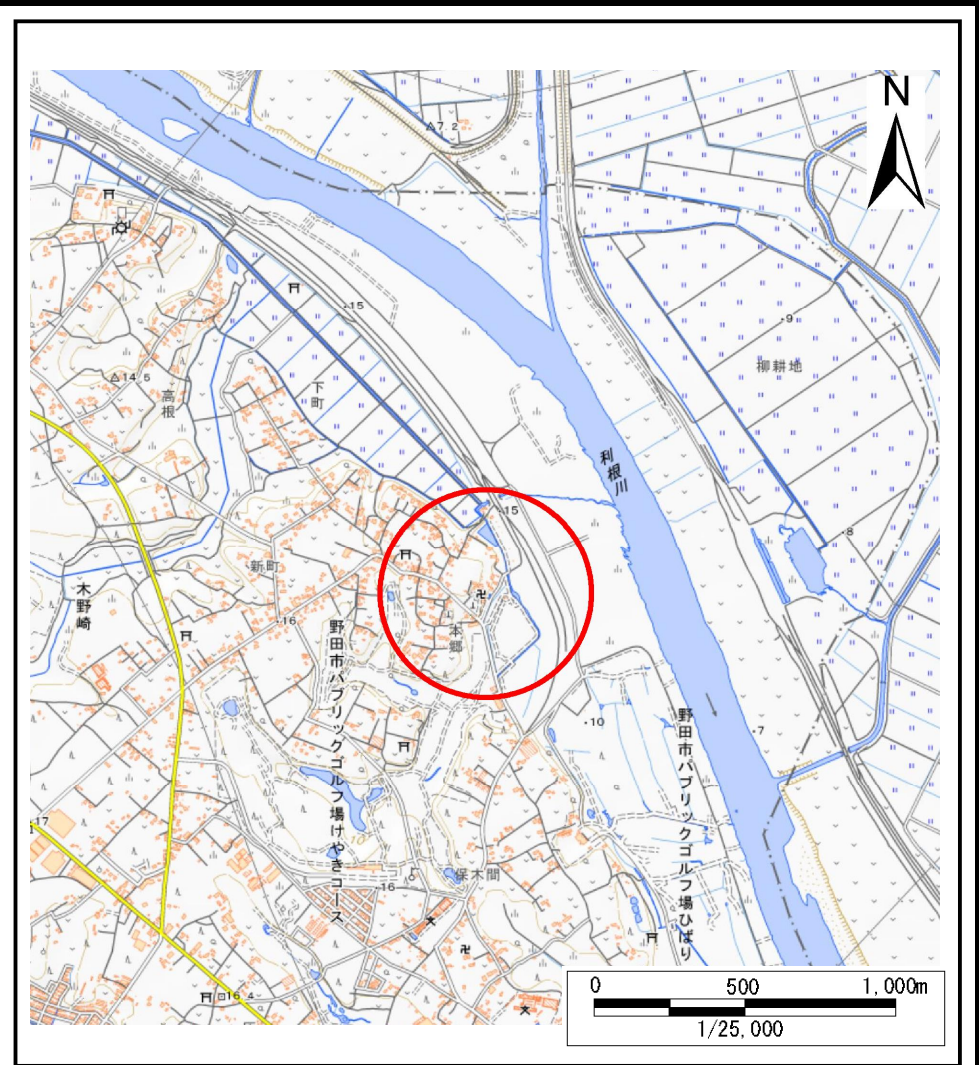 N
7.2
15
9
柳耕地
14.5
高根
下町
利根川
15
8
新町
木野崎
16
本郷
野田市パブリックゴルフ場けやきコース
10
7
野田市パブリックゴルフ場ひばり
17
10
保木間
16
16.4
0 500 1,000m
1/25,000